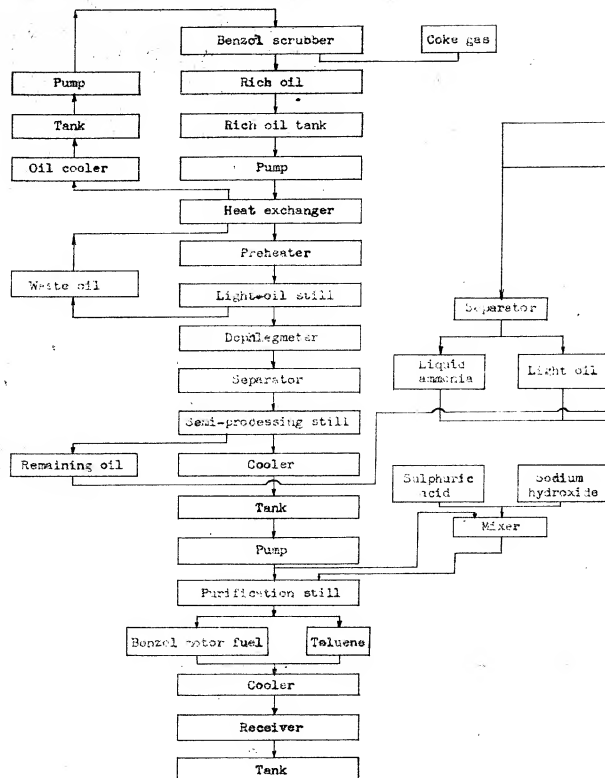 Benzol scrubber
Coke gas
Pump
Rich oil
Tank
Rich oil tank
Oil cooler
Pump
Heat exchanger
Preheater
Waste oil
Light-oil still
Separator
Dephlegmeter
Liquid
ammonia
Light oil
Separator
Semi-processing still
Remaining oil
Cooler
Sulphuric
acid
Sodium
hydroxide
Tank
Mixer
Pump
Purification still
Benzol motor fuel
Toluene
Cooler
Receiver
Tank